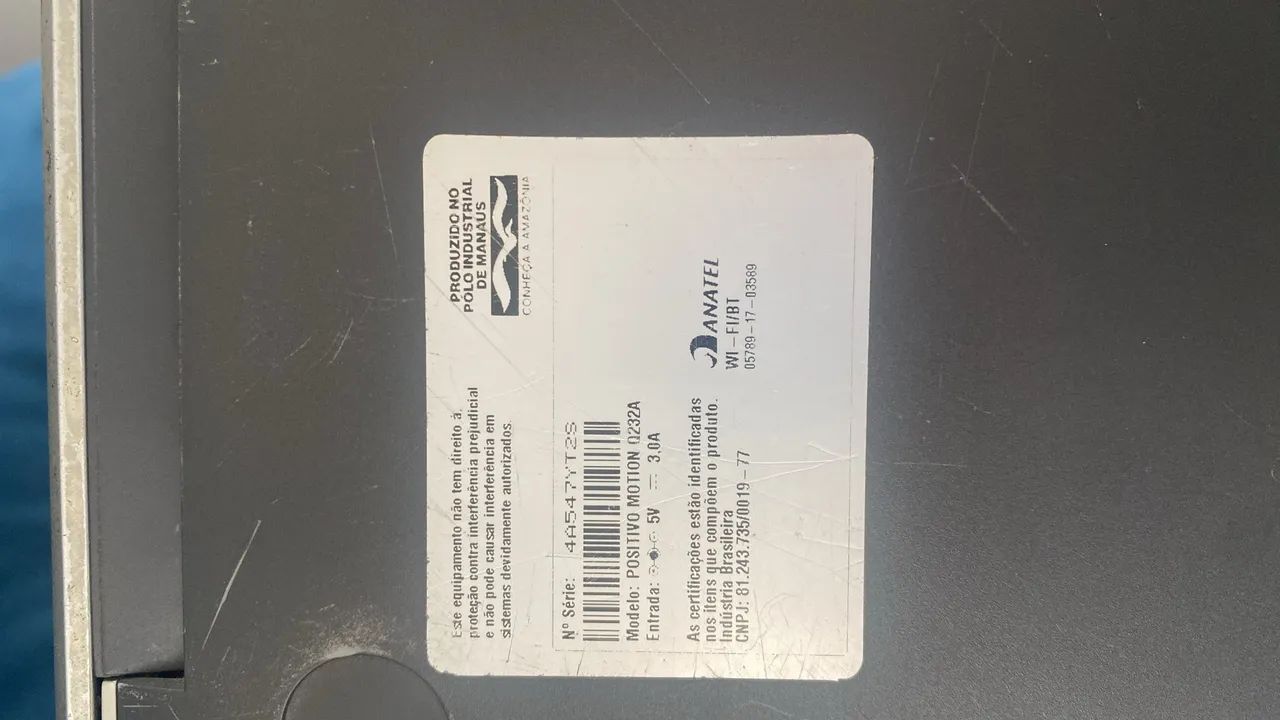 Este equipamento não tem direito à
proteção contra interferência prejudicial
e não pode causar interferência em
sistemas devidamente autorizados.
PRODUZIDO NO
PÓLO INDUSTRIAL
DE MANAUS
CONHEÇA A AMAZÔNIA
Nº Série: 4A547YT2S
Modelo: POSITIVO MOTION Q232A
Entrada: 5V 3,0A
As certificações estão identificadas
nos itens que compõem o produto.
Indústria Brasileira
CNPJ: 81.243.735/0019-77
ANATEL
WI-FI/BT
05789-17-03589